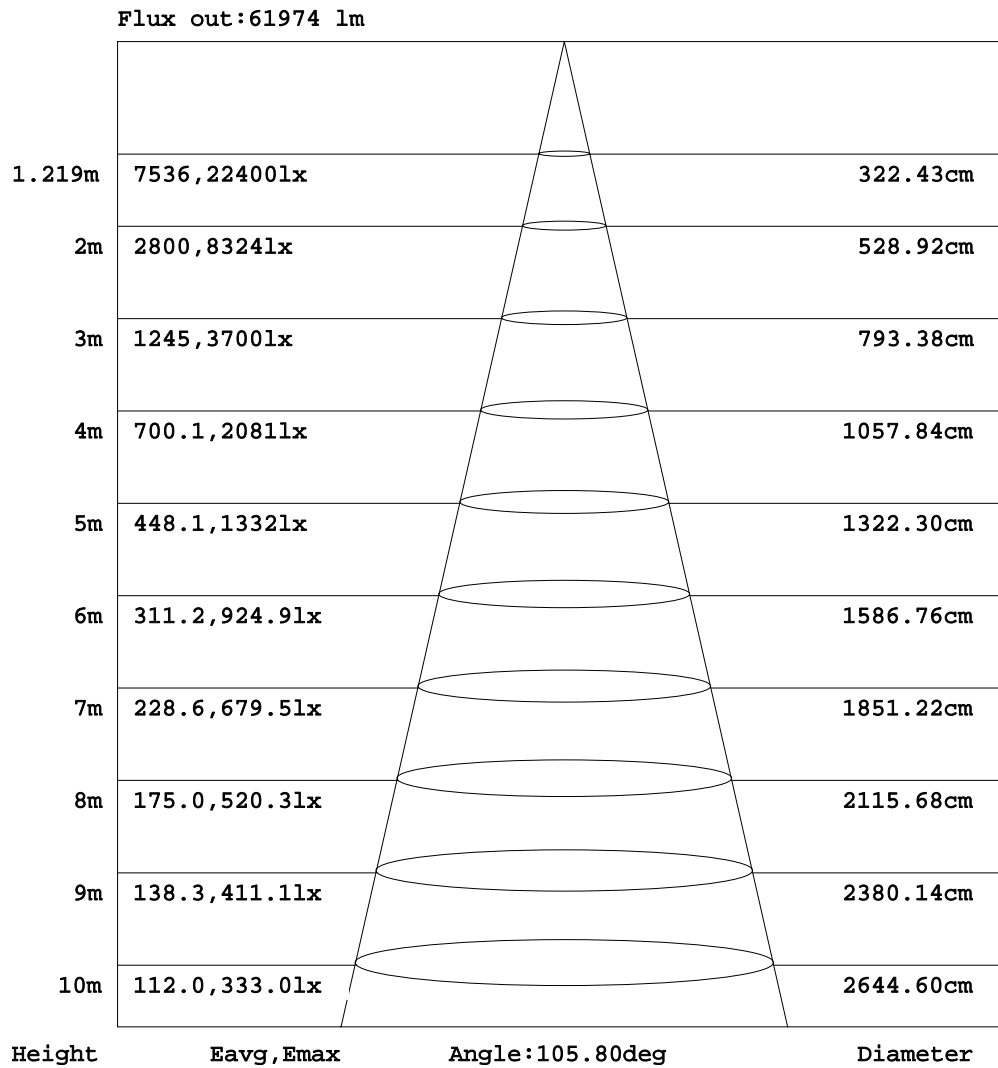 Flux out:61974 lm
1.219m 7536,22400lx 322.43cm
2m 2800,8324lx 528.92cm
3m 1245,3700lx 793.38cm
4m 700.1,2081lx 1057.84cm
5m 448.1,1332lx 1322.30cm
6m 311.2,924.9lx 1586.76cm
7m 228.6,679.5lx 1851.22cm
8m 175.0,520.3lx 2115.68cm
9m 138.3,411.1lx 2380.14cm
10m 112.0,333.0lx 2644.60cm
Height Eavg,Emax Angle:105.80deg Diameter